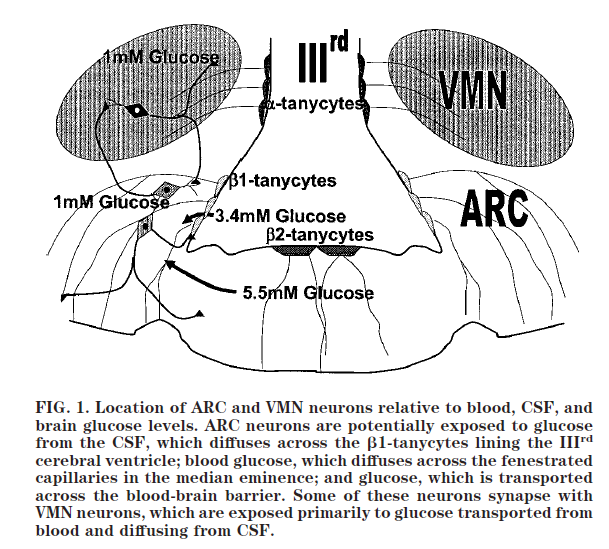 1mM Glucose
IIIrd
VMN
α-tanycytes
β1-tanycytes
1mM Glucose
ARC
3.4mM Glucose
β2-tanycytes
5.5mM Glucose
FIG. 1. Location of ARC and VMN neurons relative to blood, CSF, and
brain glucose levels. ARC neurons are potentially exposed to glucose
from the CSF, which diffuses across the β1-tanycytes lining the IIIrd
cerebral ventricle; blood glucose, which diffuses across the fenestrated
capillaries in the median eminence; and glucose, which is transported
across the blood-brain barrier. Some of these neurons synapse with
VMN neurons, which are exposed primarily to glucose transported from
blood and diffusing from CSF.